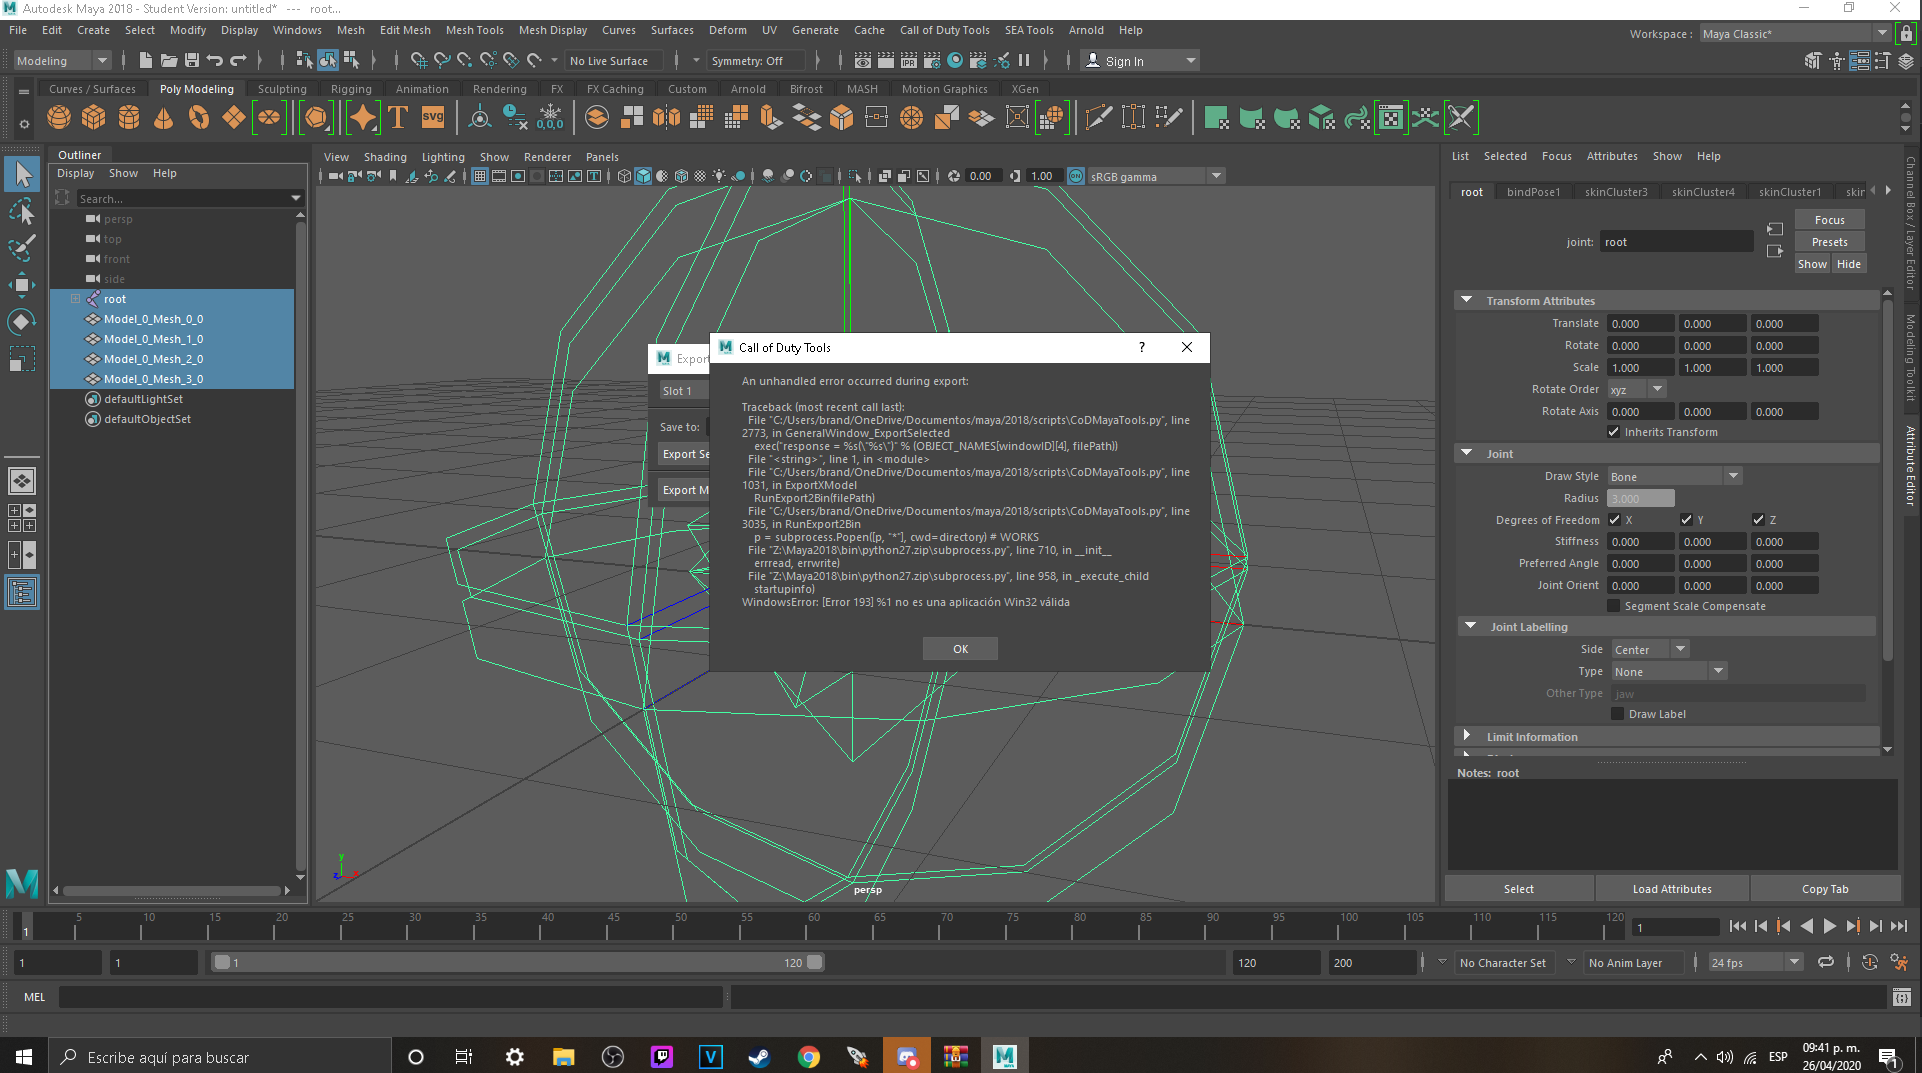 Autodesk Maya 2018 - Student Version: untitled*   ---   root...
File Edit Create Select Modify Display Windows Mesh Edit Mesh Mesh Tools Mesh Display Curves Surfaces Deform UV Generate Cache Call of Duty Tools SEA Tools Arnold Help
Workspace : Maya Classic*
Modeling No Live Surface Symmetry: Off Sign In
Curves / Surfaces Poly Modeling Sculpting Rigging Animation Rendering FX FX Caching Custom Arnold Bifrost MASH Motion Graphics XGen
T svg 0,0,0
IPR
Outliner
Display Show Help
Search...
persp
top
front
side
root
Model_0_Mesh_0_0
Model_0_Mesh_1_0
Model_0_Mesh_2_0
Model_0_Mesh_3_0
defaultLightSet
defaultObjectSet
View Shading Lighting Show Renderer Panels
0.00 1.00 sRGB gamma
Export
Slot 1
Save to:
Export Se
Export M
Call of Duty Tools ?
An unhandled error occurred during export:
Traceback (most recent call last):
File "C:/Users/brand/OneDrive/Documentos/maya/2018/scripts\CoDMayaTools.py", line
2773, in GeneralWindow_ExportSelected
exec("response = %s(\"%s\")" % (OBJECT_NAMES[windowID][4], filePath))
File "<string>", line 1, in <module>
File "C:/Users/brand/OneDrive/Documentos/maya/2018/scripts\CoDMayaTools.py", line
1031, in ExportXModel
RunExport2Bin(filePath)
File "C:/Users/brand/OneDrive/Documentos/maya/2018/scripts\CoDMayaTools.py", line
3035, in RunExport2Bin
p = subprocess.Popen([p, "*"], cwd=directory) # WORKS
File "Z:\Maya2018\bin\python27.zip\subprocess.py", line 710, in __init__
errread, errwrite)
File "Z:\Maya2018\bin\python27.zip\subprocess.py", line 958, in _execute_child
startupinfo)
WindowsError: [Error 193] %1 no es una aplicación Win32 válida
OK
persp
y
z
x
List Selected Focus Attributes Show Help
root bindPose1 skinCluster3 skinCluster4 skinCluster1 skir
joint: root
Focus
Presets
Show Hide
Transform Attributes
Translate 0.000 0.000 0.000
Rotate 0.000 0.000 0.000
Scale 1.000 1.000 1.000
Rotate Order xyz
Rotate Axis 0.000 0.000 0.000
Inherits Transform
Joint
Draw Style Bone
Radius 3.000
Degrees of Freedom X Y Z
Stiffness 0.000 0.000 0.000
Preferred Angle 0.000 0.000 0.000
Joint Orient 0.000 0.000 0.000
Segment Scale Compensate
Joint Labelling
Side Center
Type None
Other Type jaw
Draw Label
Limit Information
Notes: root
Select Load Attributes Copy Tab
Channel Box / Layer Editor
Modeling Toolkit
Attribute Editor
1 5 10 15 20 25 30 35 40 45 50 55 60 65 70 75 80 85 90 95 100 105 110 115 120 1
1 1 1 120 120 200 No Character Set No Anim Layer 24 fps
MEL
Escribe aquí para buscar
ESP
09:41 p. m.
26/04/2020
1